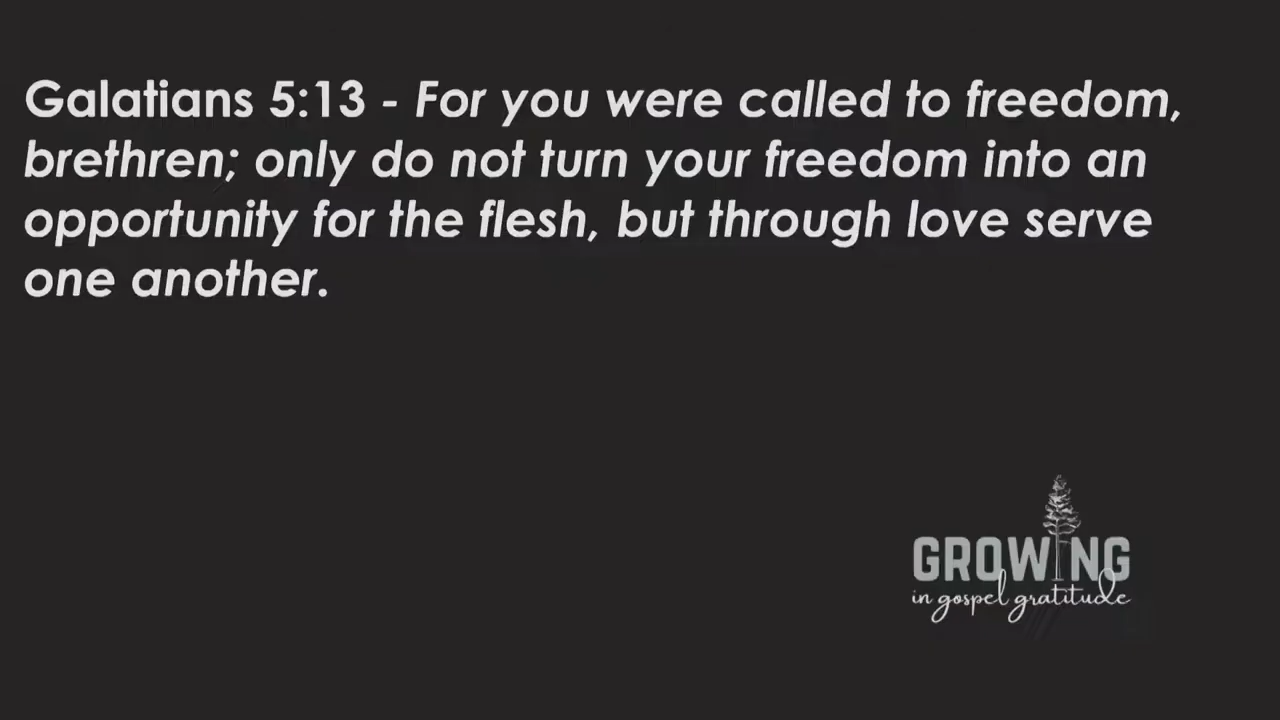 Galatians 5:13 - For you were called to freedom,
brethren; only do not turn your freedom into an
opportunity for the flesh, but through love serve
one another.
GROWING
in gospel gratitude